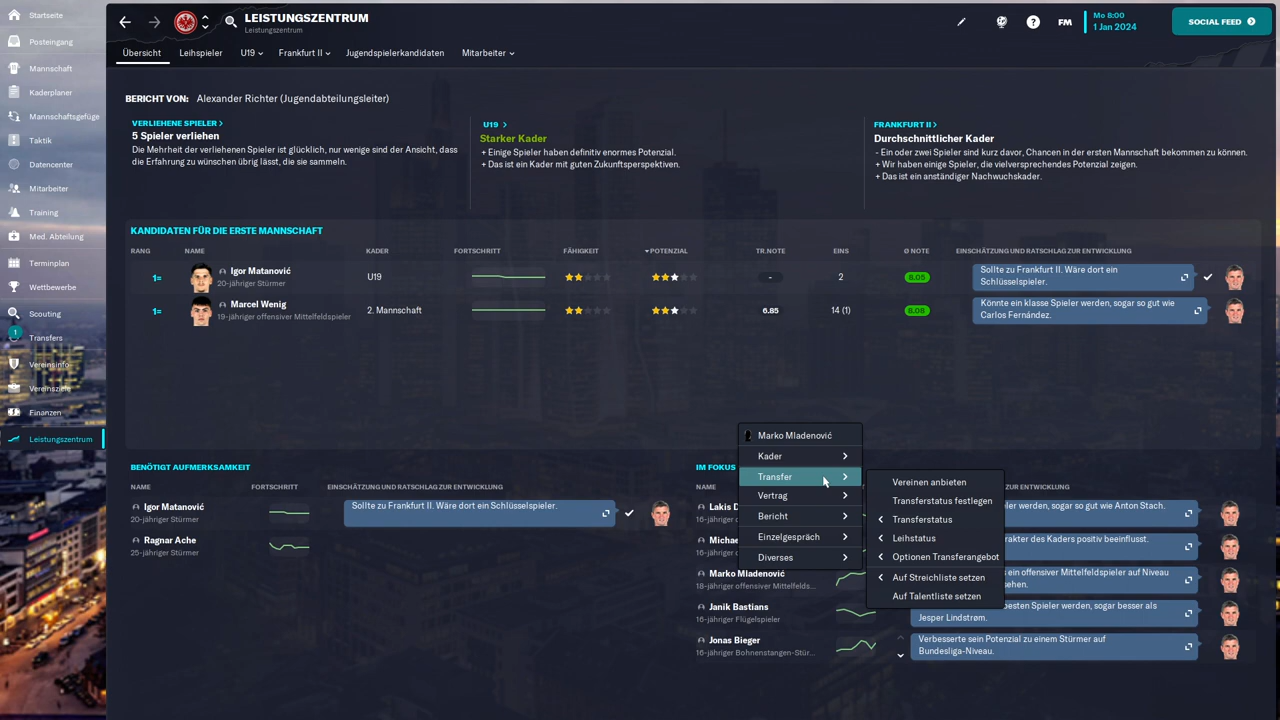 Startseite
Posteingang
Mannschaft
Kaderplaner
Mannschaftsgefüge
Taktik
Datencenter
Mitarbeiter
Training
Med. Abteilung
Terminplan
Wettbewerbe
Scouting
1
Transfers
Vereinsinfo
Vereinsziele
Finanzen
Leistungszentrum
LEISTUNGSZENTRUM
Leistungszentrum
?
FM
Mo 8:00
1 Jan 2024
SOCIAL FEED
Übersicht
Leihspieler
U19
Frankfurt II
Jugendspielerkandidaten
Mitarbeiter
BERICHT VON: Alexander Richter (Jugendabteilungsleiter)
VERLIEHENE SPIELER
5 Spieler verliehen
Die Mehrheit der verliehenen Spieler ist glücklich, nur wenige sind der Ansicht, dass
die Erfahrung zu wünschen übrig lässt, die sie sammeln.
U19
Starker Kader
+ Einige Spieler haben definitiv enormes Potenzial.
+ Das ist ein Kader mit guten Zukunftsperspektiven.
FRANKFURT II
Durchschnittlicher Kader
- Ein oder zwei Spieler sind kurz davor, Chancen in der ersten Mannschaft bekommen zu können.
+ Wir haben einige Spieler, die vielversprechendes Potenzial zeigen.
+ Das ist ein anständiger Nachwuchskader.
KANDIDATEN FÜR DIE ERSTE MANNSCHAFT
RANG NAME KADER FORTSCHRITT FÄHIGKEIT POTENZIAL TR.NOTE EINS Ø NOTE EINSCHÄTZUNG UND RATSCHLAG ZUR ENTWICKLUNG
1= Igor Matanović U19 - 2 8.05
20-jähriger Stürmer
Sollte zu Frankfurt II. Wäre dort ein
Schlüsselspieler.
1= Marcel Wenig 2. Mannschaft 6.85 14 (1) 8.08
19-jähriger offensiver Mittelfeldspieler
Könnte ein klasse Spieler werden, sogar so gut wie
Carlos Fernández.
BENÖTIGT AUFMERKSAMKEIT
NAME FORTSCHRITT EINSCHÄTZUNG UND RATSCHLAG ZUR ENTWICKLUNG
Igor Matanović
20-jähriger Stürmer
Sollte zu Frankfurt II. Wäre dort ein Schlüsselspieler.
Ragnar Ache
25-jähriger Stürmer
Marko Mladenović
Kader
Transfer
Vertrag
Bericht
Einzelgespräch
Diverses
Vereinen anbieten
Transferstatus festlegen
Transferstatus
Leihstatus
Optionen Transferangebot
Auf Streichliste setzen
Auf Talentliste setzen
IM FOKUS
NAME ZUR ENTWICKLUNG
Lakis D
16-jährig
werden, sogar so gut wie Anton Stach.
Michae
16-jährig
Kaders positiv beeinflusst.
Marko Mladenović
18-jähriger offensiver Mittelfelds...
ein offensiver Mittelfeldspieler auf Niveau
sehen.
Janik Bastians
16-jähriger Flügelspieler
besten Spieler werden, sogar besser als
Jesper Lindstrøm.
Jonas Bieger
16-jähriger Bohnenstangen-Stür...
Verbesserte sein Potenzial zu einem Stürmer auf
Bundesliga-Niveau.